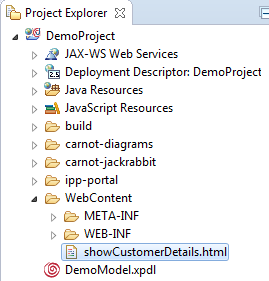 Project Explorer
DemoProject
JAX-WS Web Services
Deployment Descriptor: DemoProject
Java Resources
JavaScript Resources
build
carnot-diagrams
carnot-jackrabbit
ipp-portal
WebContent
META-INF
WEB-INF
showCustomerDetails.html
DemoModel.xpdl